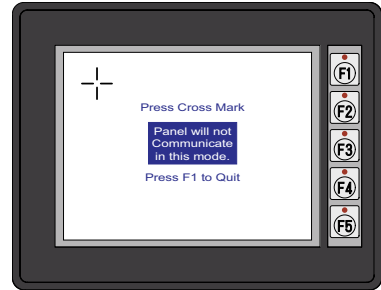 Press Cross Mark
Panel will not
Communicate
in this mode.
Press F1 to Quit
F1
F2
F3
F4
F5